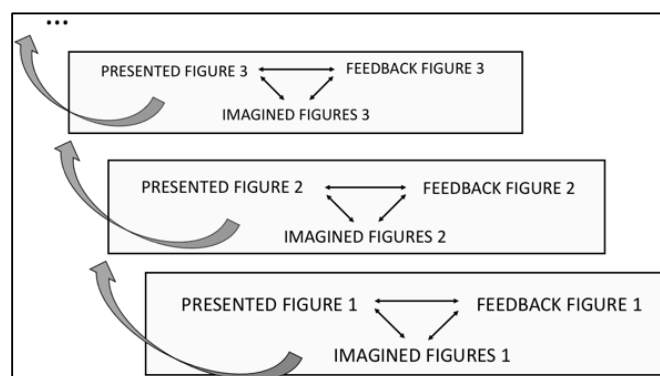 ...
PRESENTED FIGURE 3 FEEDBACK FIGURE 3
IMAGINED FIGURES 3
PRESENTED FIGURE 2 FEEDBACK FIGURE 2
IMAGINED FIGURES 2
PRESENTED FIGURE 1 FEEDBACK FIGURE 1
IMAGINED FIGURES 1